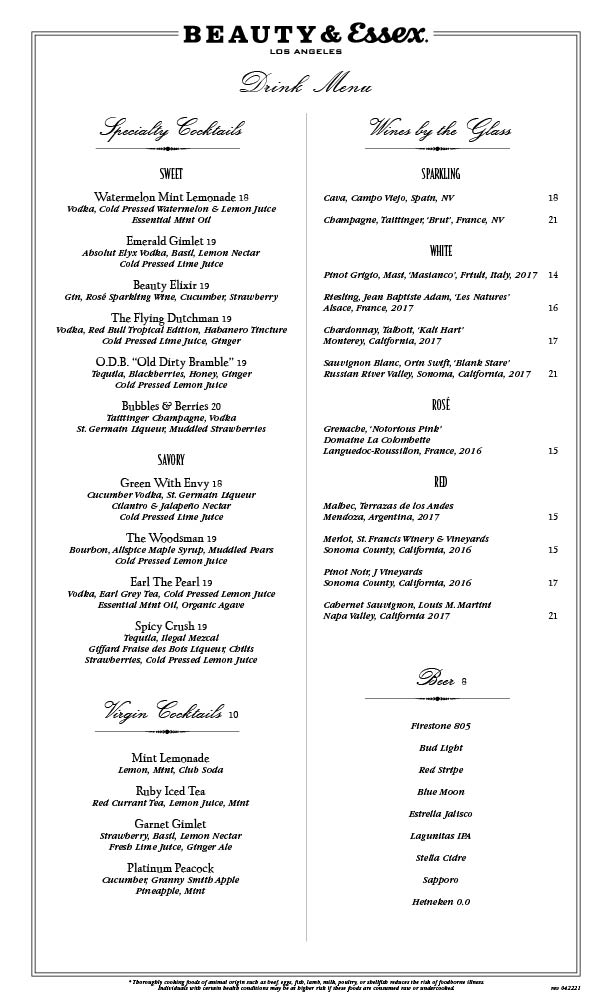 BEAUTY & Essex.
LOS ANGELES
Drink Menu
Specialty Cocktails
SWEET
Watermelon Mint Lemonade 18
Vodka, Cold Pressed Watermelon & Lemon Juice
Essential Mint Oil
Emerald Gimlet 19
Absolut Elyx Vodka, Basil, Lemon Nectar
Cold Pressed Lime Juice
Beauty Elixir 19
Gin, Rosé Sparkling Wine, Cucumber, Strawberry
The Flying Dutchman 19
Vodka, Red Bull Tropical Edition, Habanero Tincture
Cold Pressed Lime Juice, Ginger
O.D.B. “Old Dirty Bramble” 19
Tequila, Blackberries, Honey, Ginger
Cold Pressed Lemon Juice
Bubbles & Berries 20
Taittinger Champagne, Vodka
St. Germain Liqueur, Muddled Strawberries
SAVORY
Green With Envy 18
Cucumber Vodka, St. Germain Liqueur
Cilantro & Jalapeño Nectar
Cold Pressed Lime Juice
The Woodsman 19
Bourbon, Allspice Maple Syrup, Muddled Pears
Cold Pressed Lemon Juice
Earl The Pearl 19
Vodka, Earl Grey Tea, Cold Pressed Lemon Juice
Essential Mint Oil, Organic Agave
Spicy Crush 19
Tequila, Ilegal Mezcal
Giffard Fraise des Bois Liqueur, Chilis
Strawberries, Cold Pressed Lemon Juice
Virgin Cocktails 10
Mint Lemonade
Lemon, Mint, Club Soda
Ruby Iced Tea
Red Currant Tea, Lemon Juice, Mint
Garnet Gimlet
Strawberry, Basil, Lemon Nectar
Fresh Lime Juice, Ginger Ale
Platinum Peacock
Cucumber, Granny Smith Apple
Pineapple, Mint
Wines by the Glass
SPARKLING
Cava, Campo Viejo, Spain, NV 18
Champagne, Taittinger, ‘Brut’, France, NV 21
WHITE
Pinot Grigio, Masi, ‘Masianco’, Friuli, Italy, 2017 14
Riesling, Jean Baptiste Adam, ‘Les Natures’
Alsace, France, 2017 16
Chardonnay, Talbott, ‘Kali Hart’
Monterey, California, 2017 17
Sauvignon Blanc, Orin Swift, ‘Blank Stare’
Russian River Valley, Sonoma, California, 2017 21
ROSÉ
Grenache, ‘Notorious Pink’
Domaine La Colombette
Languedoc-Roussillon, France, 2016 15
RED
Malbec, Terrazas de los Andes
Mendoza, Argentina, 2017 15
Merlot, St. Francis Winery & Vineyards
Sonoma County, California, 2016 15
Pinot Noir, J Vineyards
Sonoma County, California, 2016 17
Cabernet Sauvignon, Louis M. Martini
Napa Valley, California 2017 21
Beer 8
Firestone 805
Bud Light
Red Stripe
Blue Moon
Estrella Jalisco
Lagunitas IPA
Stella Cidre
Sapporo
Heineken 0.0
* Thoroughly cooking foods of animal origin such as beef, eggs, fish, lamb, milk, poultry, or shellfish reduces the risk of foodborne illness.
Individuals with certain health conditions may be at higher risk if these foods are consumed raw or undercooked.
rev 042221